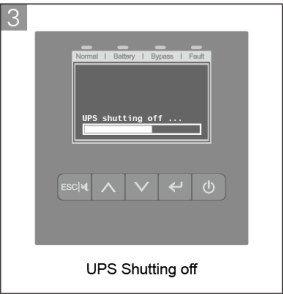 3
Normal | Battery | Bypass | Fault
UPS shutting off ...
ESC
UPS Shutting off